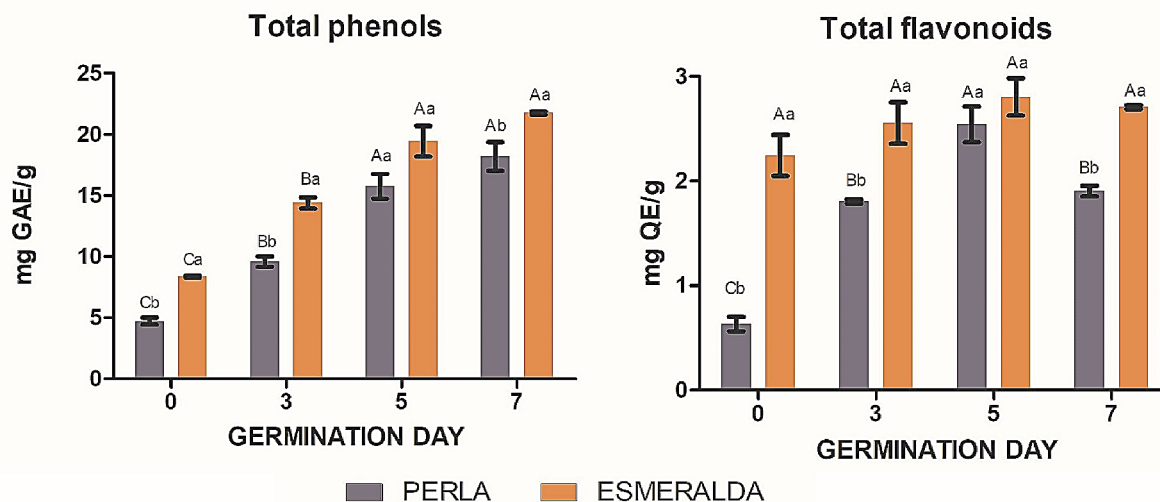 Total phenols
25
20
15
10
5
0
mg GAE/g
Cb
Ca
Bb
Ba
Aa
Aa
Ab
Aa
0 3 5 7
GERMINATION DAY
Total flavonoids
3
2
1
0
mg QE/g
Cb
Aa
Bb
Aa
Aa
Aa
Bb
Aa
0 3 5 7
GERMINATION DAY
PERLA ESMERALDA